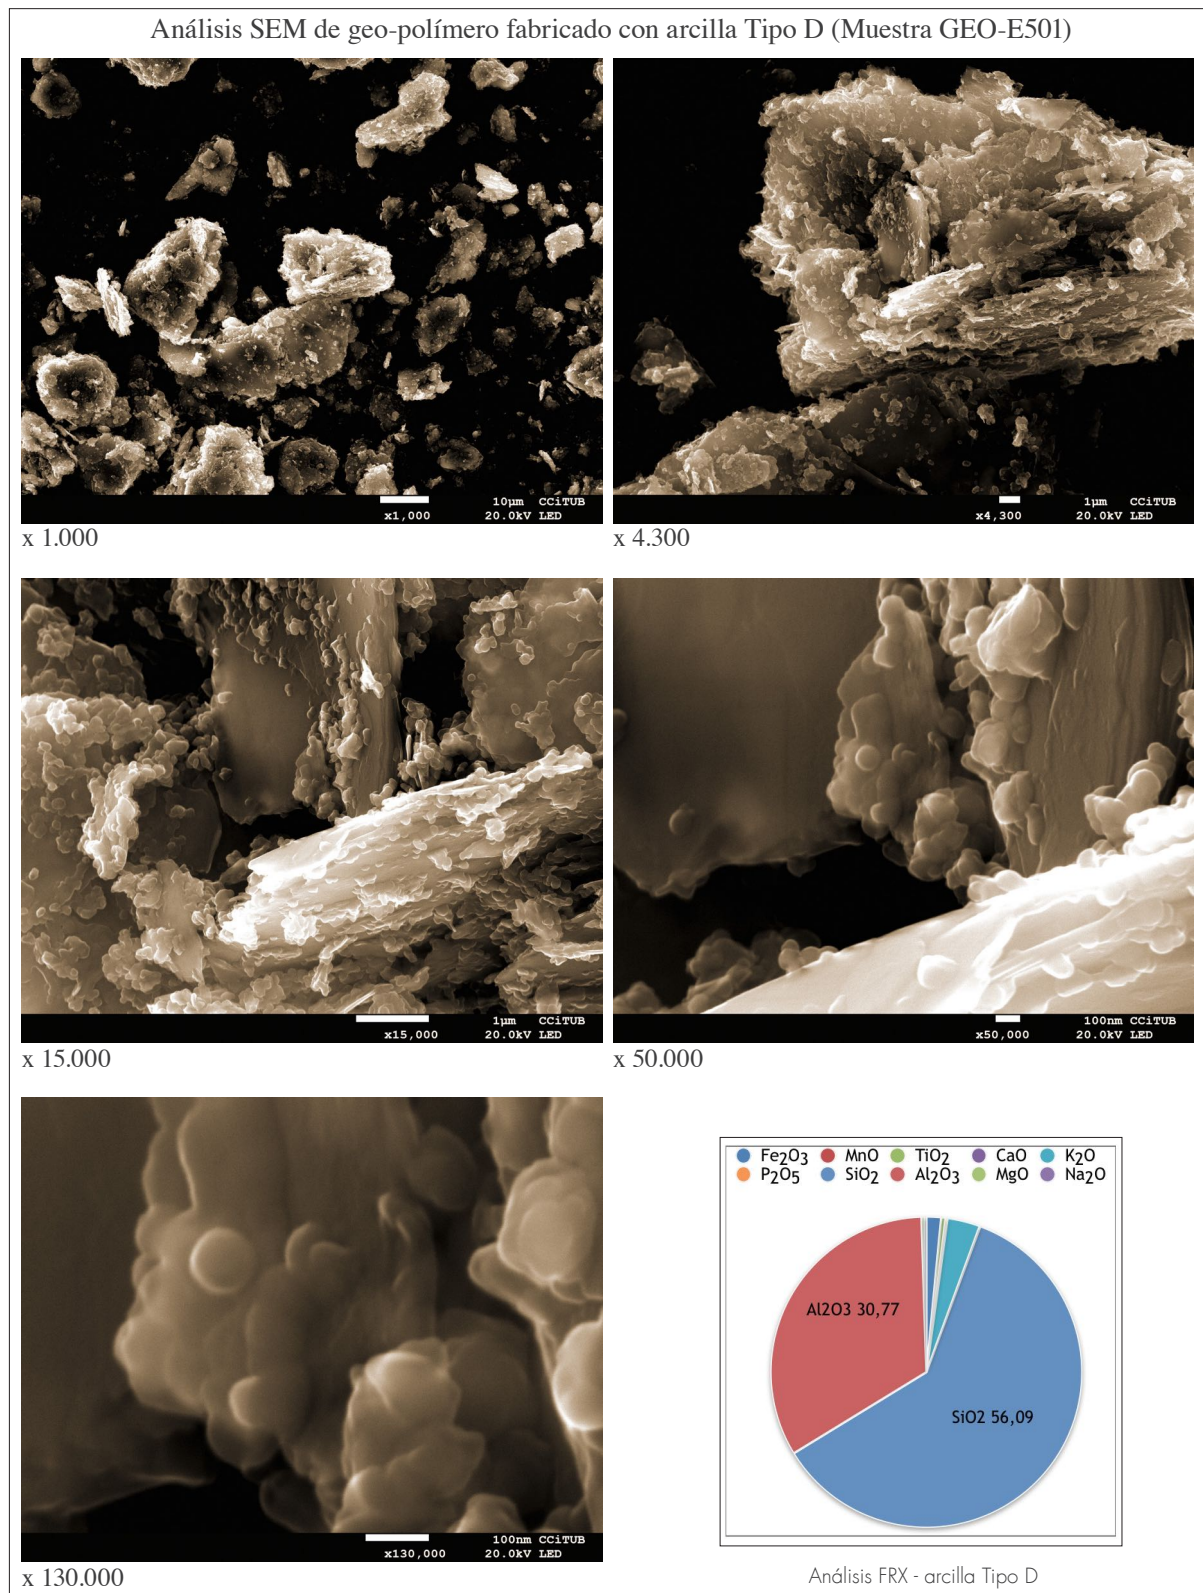 Análisis SEM de geo-polímero fabricado con arcilla Tipo D (Muestra GEO-E501)
10µm CCiTUB
x1,000 20.0kV LED
x 1.000
1µm CCiTUB
x4,300 20.0kV LED
x 4.300
1µm CCiTUB
x15,000 20.0kV LED
x 15.000
100nm CCiTUB
x50,000 20.0kV LED
x 50.000
100nm CCiTUB
x130,000 20.0kV LED
x 130.000
Fe2O3 MnO TiO2 CaO K2O
P2O5 SiO2 Al2O3 MgO Na2O
Al2O3 30,77
SiO2 56,09
Análisis FRX - arcilla Tipo D